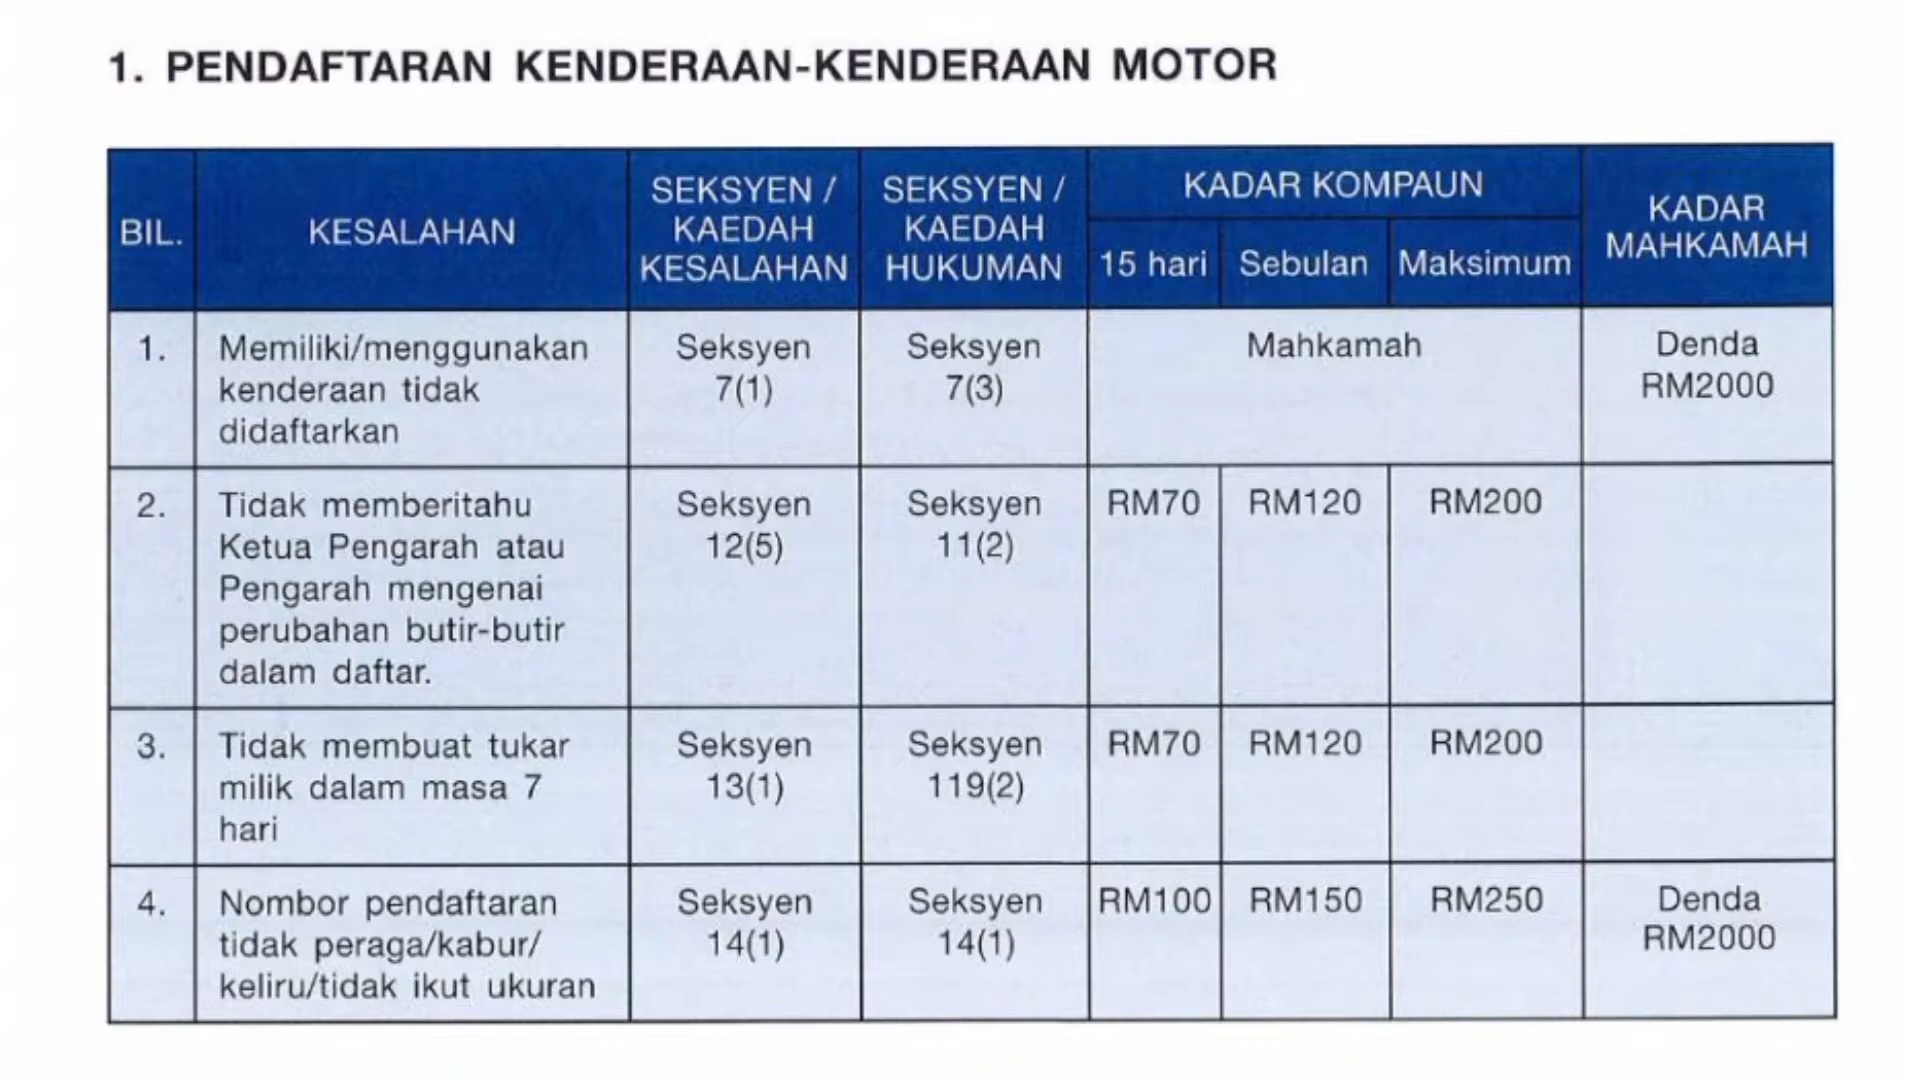 1. PENDAFTARAN KENDERAAN-KENDERAAN MOTOR
BIL.
KESALAHAN
SEKSYEN /
KAEDAH
KESALAHAN
SEKSYEN /
KAEDAH
HUKUMAN
KADAR KOMPAUN
15 hari
Sebulan
Maksimum
KADAR
MAHKAMAH
1.
Memiliki/menggunakan
kenderaan tidak
didaftarkan
Seksyen
7(1)
Seksyen
7(3)
Mahkamah
Denda
RM2000
2.
Tidak memberitahu
Ketua Pengarah atau
Pengarah mengenai
perubahan butir-butir
dalam daftar.
Seksyen
12(5)
Seksyen
11(2)
RM70
RM120
RM200
3.
Tidak membuat tukar
milik dalam masa 7
hari
Seksyen
13(1)
Seksyen
119(2)
RM70
RM120
RM200
4.
Nombor pendaftaran
tidak peraga/kabur/
keliru/tidak ikut ukuran
Seksyen
14(1)
Seksyen
14(1)
RM100
RM150
RM250
Denda
RM2000